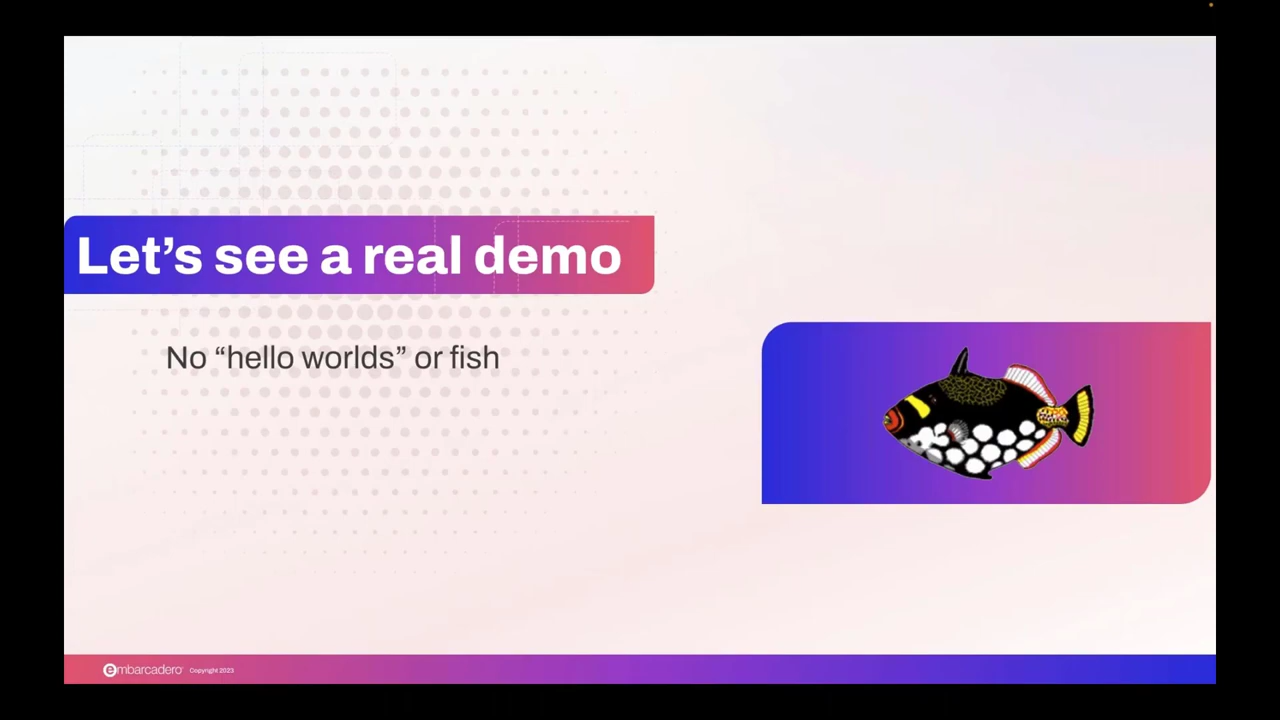 Let’s see a real demo
No “hello worlds” or fish
embarcadero Copyright 2023